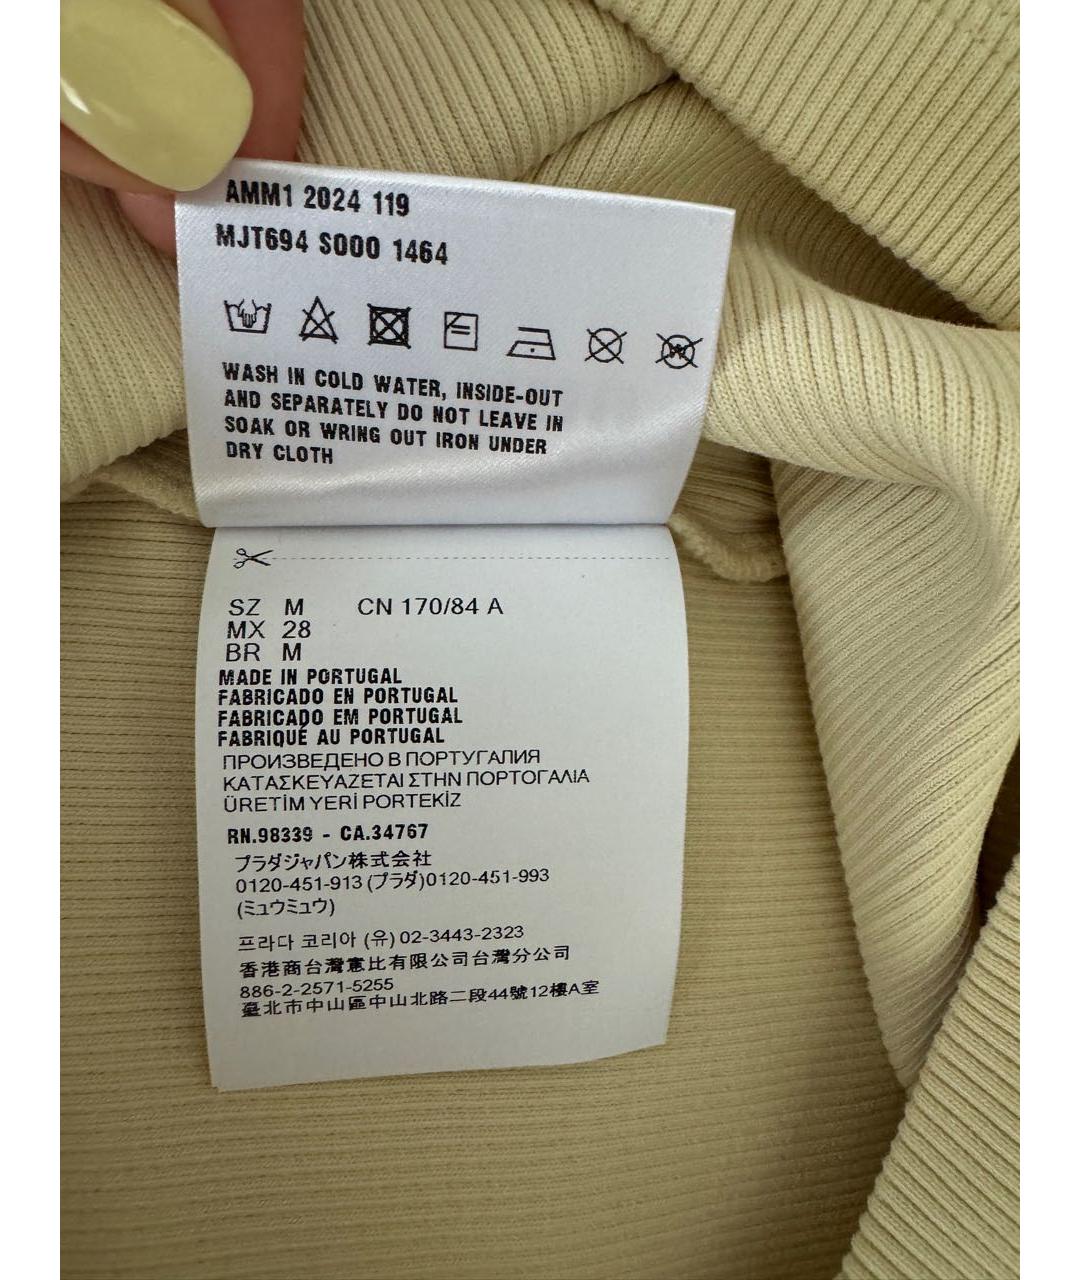 AMM1 2024 119
MJT694 S000 1464
WASH IN COLD WATER, INSIDE-OUT
AND SEPARATELY DO NOT LEAVE IN
SOAK OR WRING OUT IRON UNDER
DRY CLOTH
SZ M CN 170/84 A
MX 28
BR M
MADE IN PORTUGAL
FABRICADO EN PORTUGAL
FABRICADO EM PORTUGAL
FABRIQUÉ AU PORTUGAL
ПРОИЗВЕДЕНО В ПОРТУГАЛИЯ
ΚΑΤΑΣΚΕΥΑΖΕΤΑΙ ΣΤΗΝ ΠΟΡΤΟΓΑΛΙΑ
ÜRETİM YERİ PORTEKİZ
RN.98339 - CA.34767
プラダジャパン株式会社
0120-451-913 (プラダ)0120-451-993
(ミュウミュウ)
프라다 코리아 (유) 02-3443-2323
香港商台灣憲比有限公司台灣分公司
886-2-2571-5255
臺北市中山區中山北路二段44號12樓A室